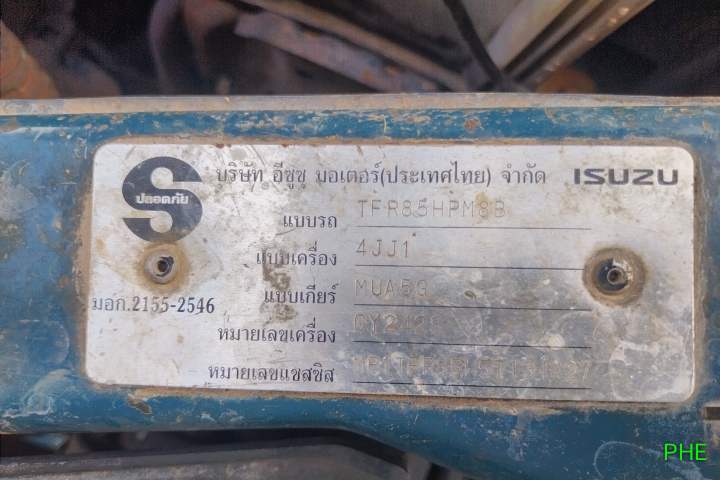 บริษัท อีซูซุ มอเตอร์(ประเทศไทย) จำกัด ISUZU
S
ปลอดภัย
แบบรถ TFR85HPM8B
แบบเครื่อง 4JJ1
แบบเกียร์ MUA5G
มอก.2155-2546
หมายเลขเครื่อง
หมายเลขแชสซิส
PHE